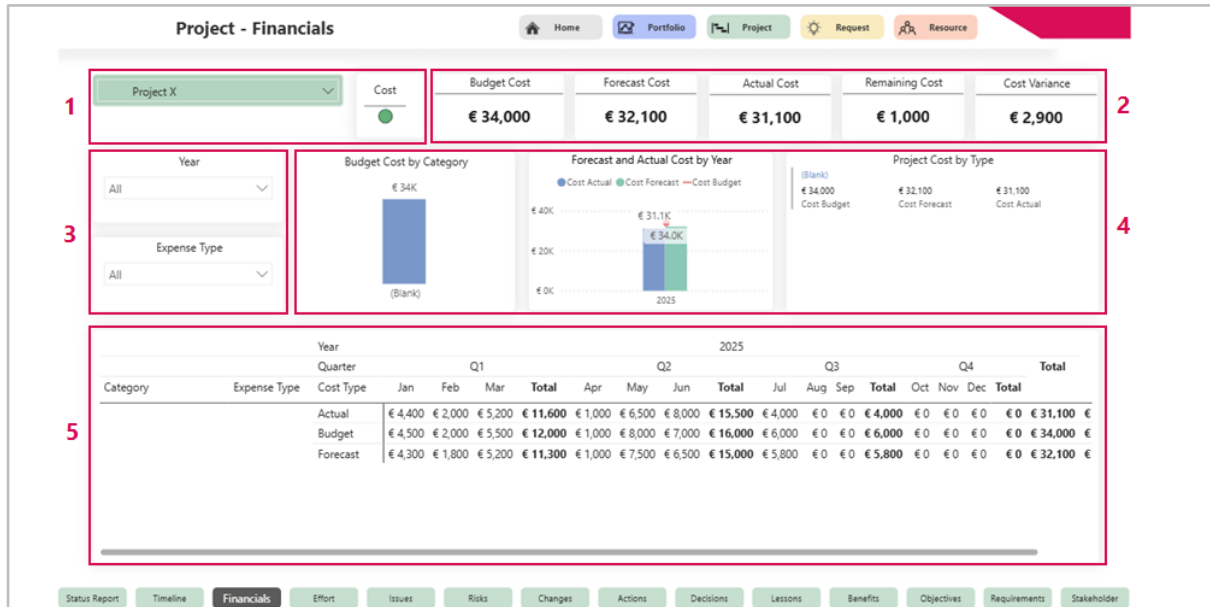 Project - Financials
Home
Portfolio
Project
Request
Resource
1
Project X
Cost
Budget Cost
€ 34,000
Forecast Cost
€ 32,100
Actual Cost
€ 31,100
Remaining Cost
€ 1,000
Cost Variance
€ 2,900
2
3
Year
All
Expense Type
All
Budget Cost by Category
€ 34K
(Blank)
Forecast and Actual Cost by Year
Cost Actual Cost Forecast Cost Budget
€ 40K
€ 31.1K
€ 34.0K
€ 20K
€ 0K
2025
Project Cost by Type
(Blank)
€ 34,000 € 32,100 € 31,100
Cost Budget Cost Forecast Cost Actual
4
5
Year 2025
Quarter Q1 Q2 Q3 Q4 Total
Category Expense Type Cost Type Jan Feb Mar Total Apr May Jun Total Jul Aug Sep Total Oct Nov Dec Total
Actual € 4,400 € 2,000 € 5,200 € 11,600 € 1,000 € 6,500 € 8,000 € 15,500 € 4,000 € 0 € 0 € 4,000 € 0 € 0 € 0 € 0 € 31,100 €
Budget € 4,500 € 2,000 € 5,500 € 12,000 € 1,000 € 8,000 € 7,000 € 16,000 € 6,000 € 0 € 0 € 6,000 € 0 € 0 € 0 € 0 € 34,000 €
Forecast € 4,300 € 1,800 € 5,200 € 11,300 € 1,000 € 7,500 € 6,500 € 15,000 € 5,800 € 0 € 0 € 5,800 € 0 € 0 € 0 € 0 € 32,100 €
Status Report Timeline Financials Effort Issues Risks Changes Actions Decisions Lessons Benefits Objectives Requirements Stakeholder